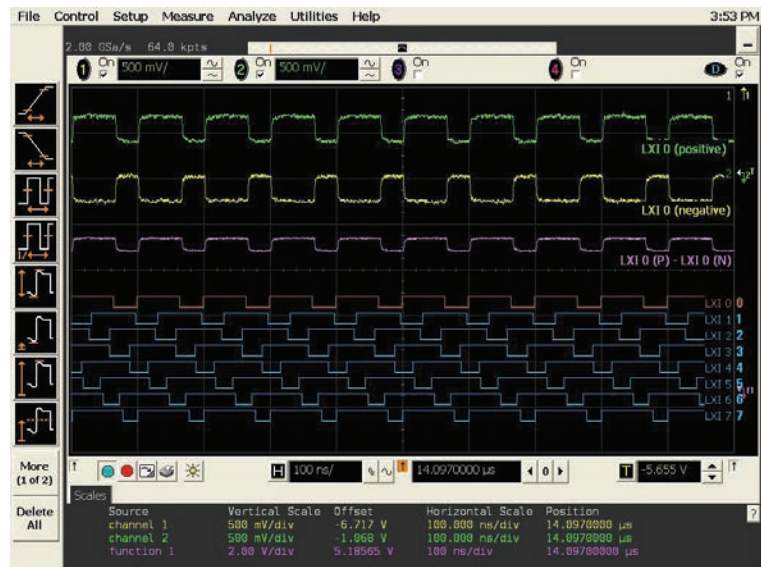 File Control Setup Measure Analyze Utilities Help 3:53 PM
2.00 GSa/s 64.0 kpts
1 On 500 mV/ 2 On 500 mV/ 3 On 4 On D On
1
LXI 0 (positive)
2
LXI 0 (negative)
LXI 0 (P) - LXI 0 (N)
LXI 0 0
LXI 1 1
LXI 2 2
LXI 3 3
LXI 4 4
LXI 5 5
LXI 6 6
LXI 7 7
More
(1 of 2)
Delete
All
H 100 ns/ 14.0970000 µs 0 T -5.655 V
Scales
Source Vertical Scale Offset Horizontal Scale Position
channel 1 500 mV/div -6.717 V 100.000 ns/div 14.0970000 µs
channel 2 500 mV/div -1.068 V 100.000 ns/div 14.0970000 µs
function 1 2.00 V/div 5.18565 V 100 ns/div 14.09700000 µs
?